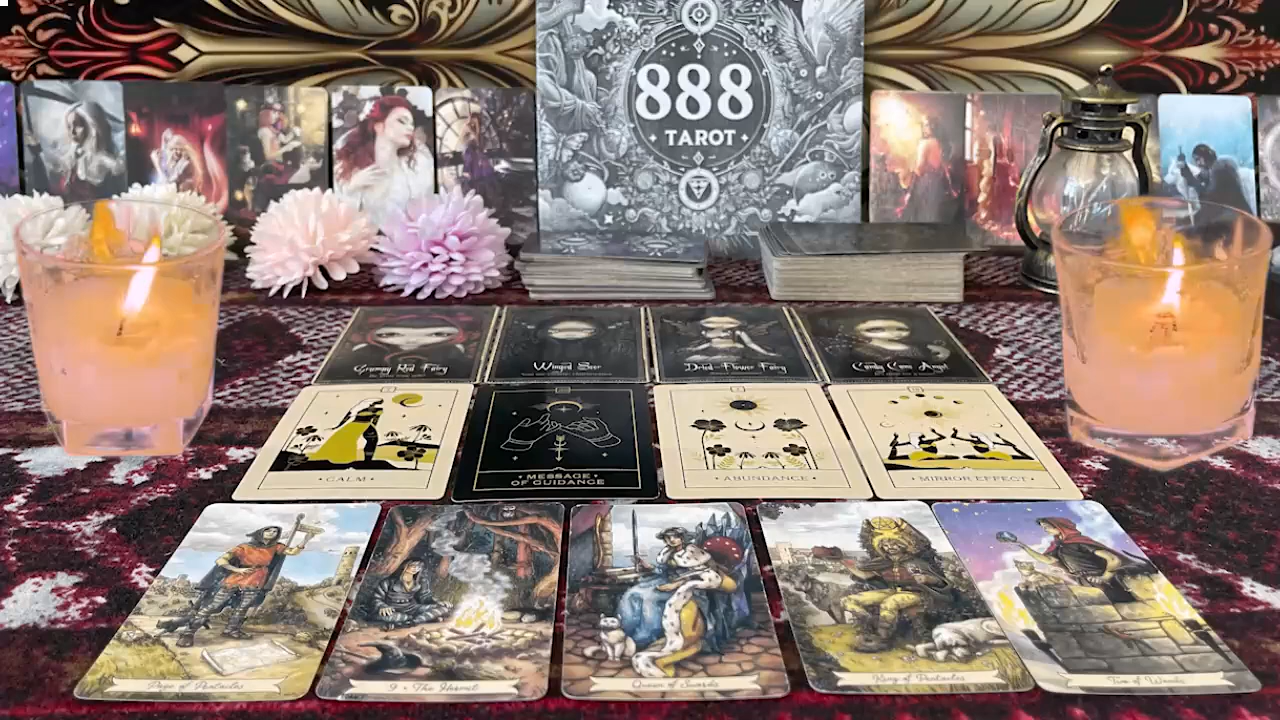 888
TAROT
Grumpy Red Fairy
Winged Seer
Dried-Flower Fairy
Candy Cane Angel
CALM
MESSAGE
OF GUIDANCE
ABUNDANCE
MIRROR EFFECT
Page of Pentacles
9 • The Hermit
Queen of Swords
King of Pentacles
Two of Wands